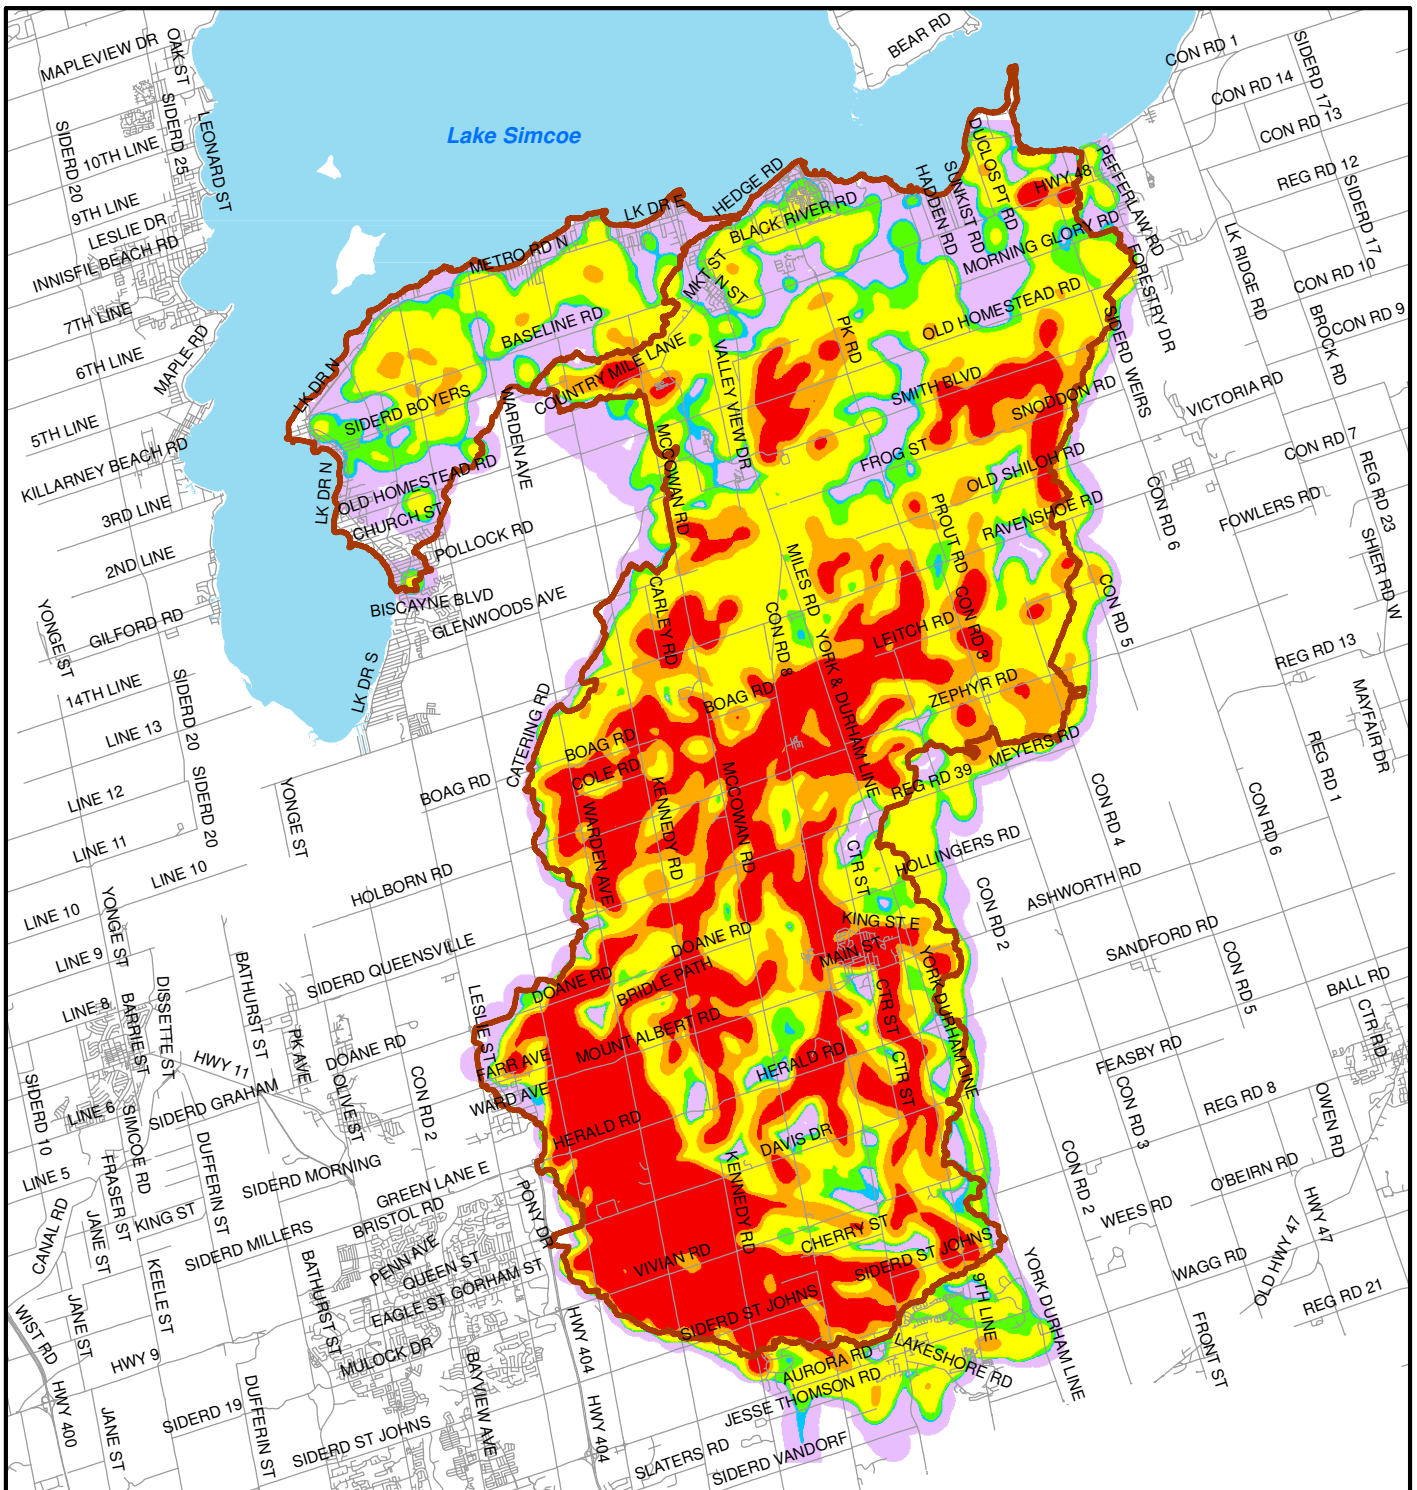 BEAR RD
MAPLEVIEW DR
OAK ST
CON RD 1
SIDERD 17
CON RD 14
CON RD 13
SIDERD 20
SIDERD 25
LEONARD ST
Lake Simcoe
10TH LINE
DUCLOS PT RD
PEFFERLAW RD
REG RD 12
HEDGE RD
HADDEN RD
SUNKIST RD
HWY 48
SIDERD 17
9TH LINE
LK DR E
BLACK RIVER RD
LESLIE DR
INNISFIL BEACH RD
METRO RD N
MORNING GLORY RD
FORESTRY DR
LK RIDGE RD
CON RD 10
MKT ST
N ST
7TH LINE
BASELINE RD
PK RD
OLD HOMESTEAD RD
BROCK RD
CON RD 9
6TH LINE
MAPLE RD
LK DR N
COUNTRY MILE LANE
VALLEY VIEW DR
SMITH BLVD
SIDERD WEIRS
SNODDON RD
VICTORIA RD
5TH LINE
SIDERD BOYERS
WARDEN AVE
MCCOWAN RD
FROG ST
CON RD 7
KILLARNEY BEACH RD
OLD HOMESTEAD RD
LK DR N
OLD SHILOH RD
CON RD 6
REG RD 23
3RD LINE
CHURCH ST
POLLOCK RD
PROUT RD
RAVENSHOE RD
FOWLERS RD
2ND LINE
MILES RD
SHIER RD W
YONGE ST
GILFORD RD
BISCAYNE BLVD
GLENWOODS AVE
CARLEY RD
CON RD 8
CON RD 3
CON RD 5
LEITCH RD
REG RD 13
14TH LINE
SIDERD 20
LK DR S
BOAG RD
YORK & DURHAM LINE
ZEPHYR RD
MAYFAIR DR
LINE 13
CATERING RD
BOAG RD
MEYERS RD
REG RD 1
LINE 12
SIDERD 20
YONGE ST
BOAG RD
COLE RD
KENNEDY RD
MCCOWAN RD
REG RD 39
CON RD 4
CON RD 6
LINE 11
WARDEN AVE
CTR ST
HOLLINGERS RD
LINE 10
HOLBORN RD
ASHWORTH RD
LINE 10
YONGE ST
CON RD 2
KING ST E
SANDFORD RD
LINE 9
SIDERD QUEENSVILLE
DOANE RD
MAIN ST
YORK DURHAM LINE
CON RD 5
BALL RD
BATHURST ST
DISSETTE ST
LESLIE ST
DOANE RD
BRIDLE PATH
CTR ST
CTR RD
LINE 8
BARRIE ST
HWY 11
PK AVE
DOANE RD
MOUNT ALBERT RD
FEASBY RD
FARR AVE
HERALD RD
CTR ST
SIDERD 10
LINE 6
SIMCOE RD
SIDERD GRAHAM
OLIVE ST
CON RD 2
WARD AVE
CON RD 3
REG RD 8
OWEN RD
HERALD RD
DAVIS DR
LINE 5
FRASER ST
DUFFERIN ST
SIDERD MORNING
GREEN LANE E
PONY DR
KENNEDY RD
CON RD 2
O'BEIRN RD
CANAL RD
JANE ST
KING ST
BRISTOL RD
WEES RD
HWY 47
SIDERD MILLERS
PENN AVE
CHERRY ST
KEELE ST
BATHURST ST
QUEEN ST
VIVIAN RD
SIDERD ST JOHNS
WAGG RD
OLD HWY 47
EAGLE ST
GORHAM ST
9TH LINE
YORK DURHAM LINE
REG RD 21
WIST RD
JANE ST
HWY 9
MULOCK DR
HWY 404
SIDERD ST JOHNS
LAKESHORE RD
FRONT ST
AURORA RD
HWY 400
JANE ST
SIDERD 19
DUFFERIN ST
BAYVIEW AVE
JESSE THOMSON RD
SIDERD ST JOHNS
HWY 404
SLATERS RD
SIDERD VANDORF